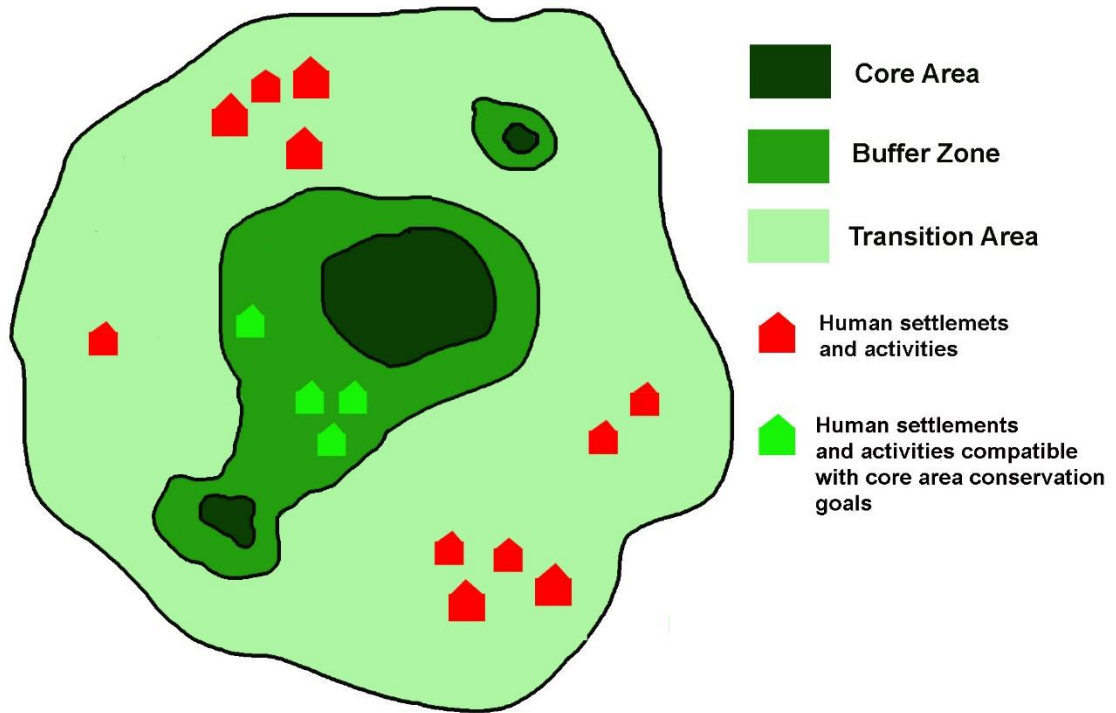 Core Area
Buffer Zone
Transition Area
Human settlemets
and activities
Human settlements
and activities compatible
with core area conservation
goals